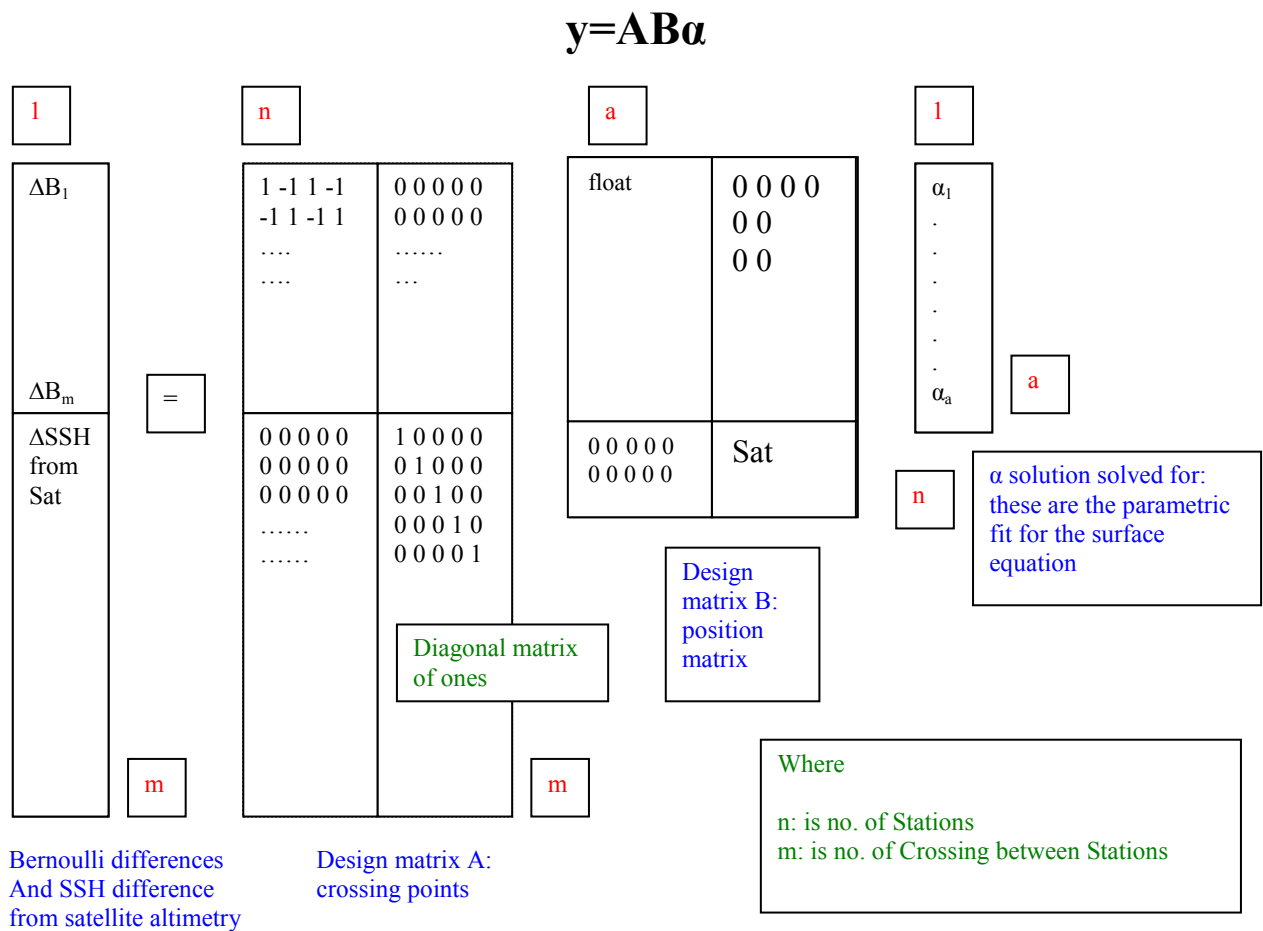 y=ABα
1
n
a
1
ΔB₁
1 -1 1 -1
-1 1 -1 1
....
....
0 0 0 0 0
0 0 0 0 0
......
...
float
0 0 0 0
0 0
0 0
α₁
.
.
.
.
.
.
αₐ
a
ΔBₘ
=
ΔSSH
from
Sat
0 0 0 0 0
0 0 0 0 0
0 0 0 0 0
......
......
1 0 0 0 0
0 1 0 0 0
0 0 1 0 0
0 0 0 1 0
0 0 0 0 1
0 0 0 0 0
0 0 0 0 0
Sat
n
α solution solved for:
these are the parametric
fit for the surface
equation
Design
matrix B:
position
matrix
Diagonal matrix
of ones
m
m
Where
n: is no. of Stations
m: is no. of Crossing between Stations
Bernoulli differences
And SSH difference
from satellite altimetry
Design matrix A:
crossing points